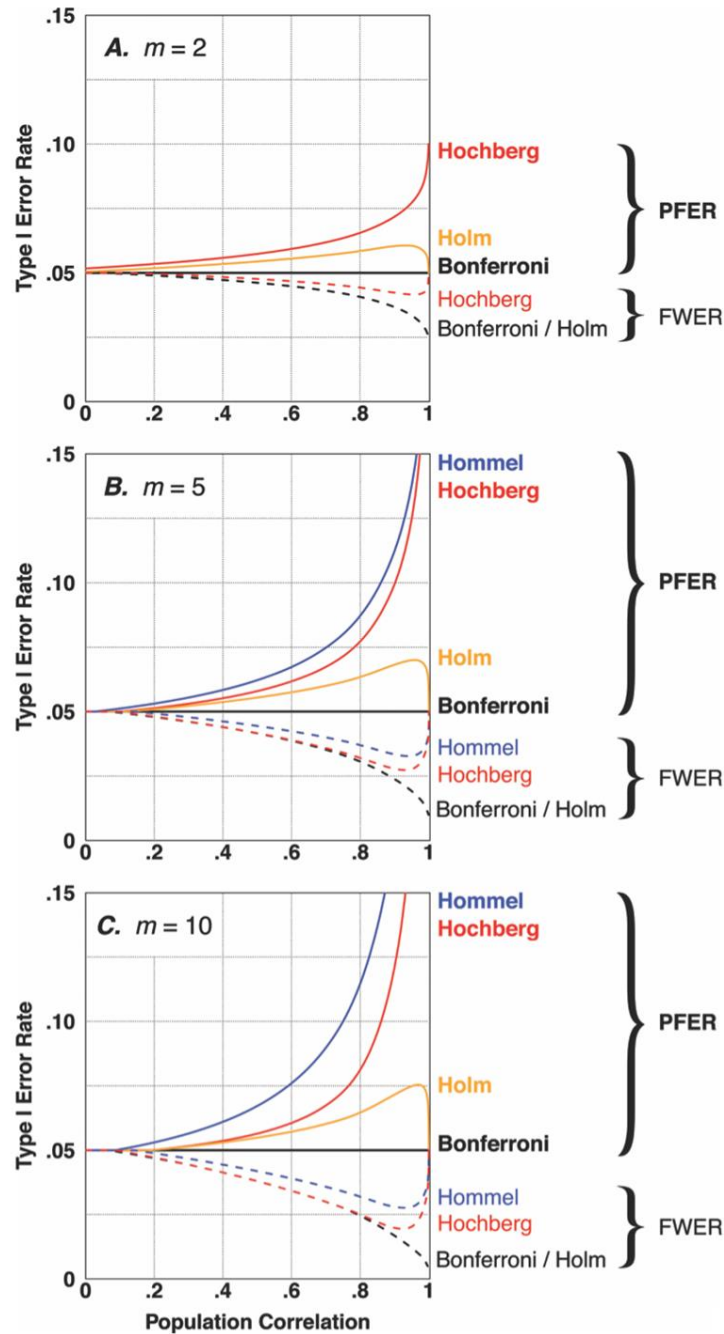 .15
A. m = 2
.10
Hochberg
PFER
Holm
.05
Bonferroni
Hochberg
FWER
Bonferroni / Holm
0
Type I Error Rate
0 .2 .4 .6 .8 1
.15
B. m = 5
Hommel
Hochberg
.10
PFER
Holm
.05
Bonferroni
Hommel
Hochberg
FWER
Bonferroni / Holm
0
Type I Error Rate
0 .2 .4 .6 .8 1
.15
C. m = 10
Hommel
Hochberg
.10
PFER
Holm
.05
Bonferroni
Hommel
Hochberg
FWER
Bonferroni / Holm
0
Type I Error Rate
0 .2 .4 .6 .8 1
Population Correlation